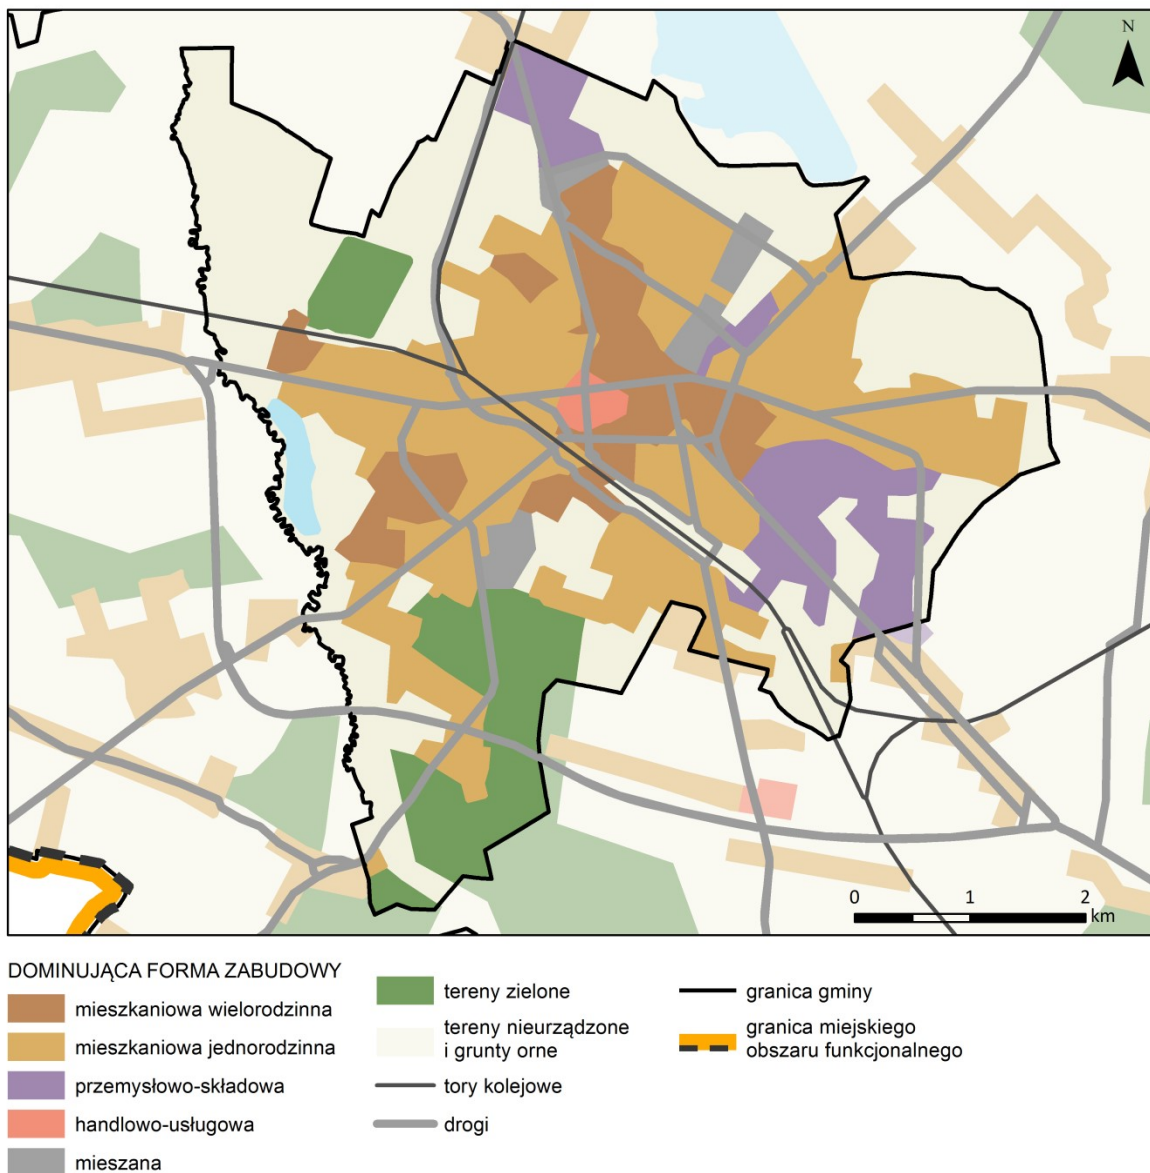 N
0 1 2
km
DOMINUJĄCA FORMA ZABUDOWY
mieszkaniowa wielorodzinna
mieszkaniowa jednorodzinna
przemysłowo-składowa
handlowo-usługowa
mieszana
tereny zielone
tereny nieurządzone
i grunty orne
tory kolejowe
drogi
granica gminy
granica miejskiego
obszaru funkcjonalnego